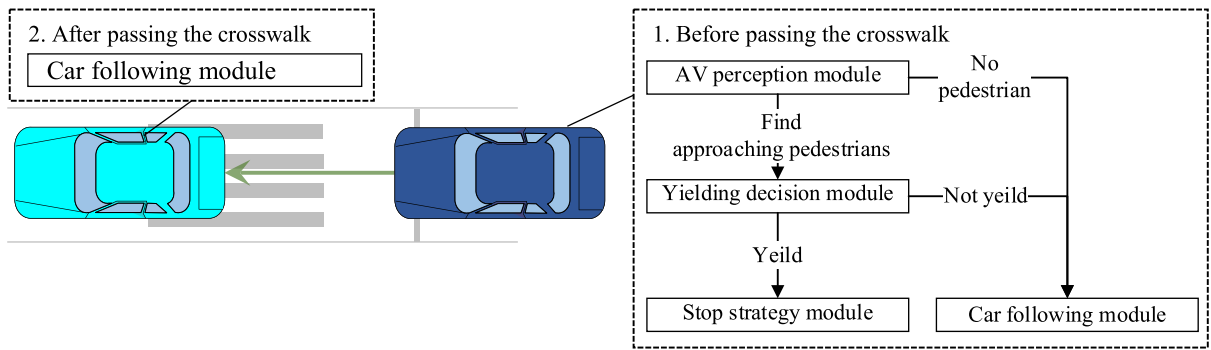 2. After passing the crosswalk
Car following module
1. Before passing the crosswalk
AV perception module
No
pedestrian
Find
approaching pedestrians
Yielding decision module
Not yeild
Yeild
Stop strategy module
Car following module